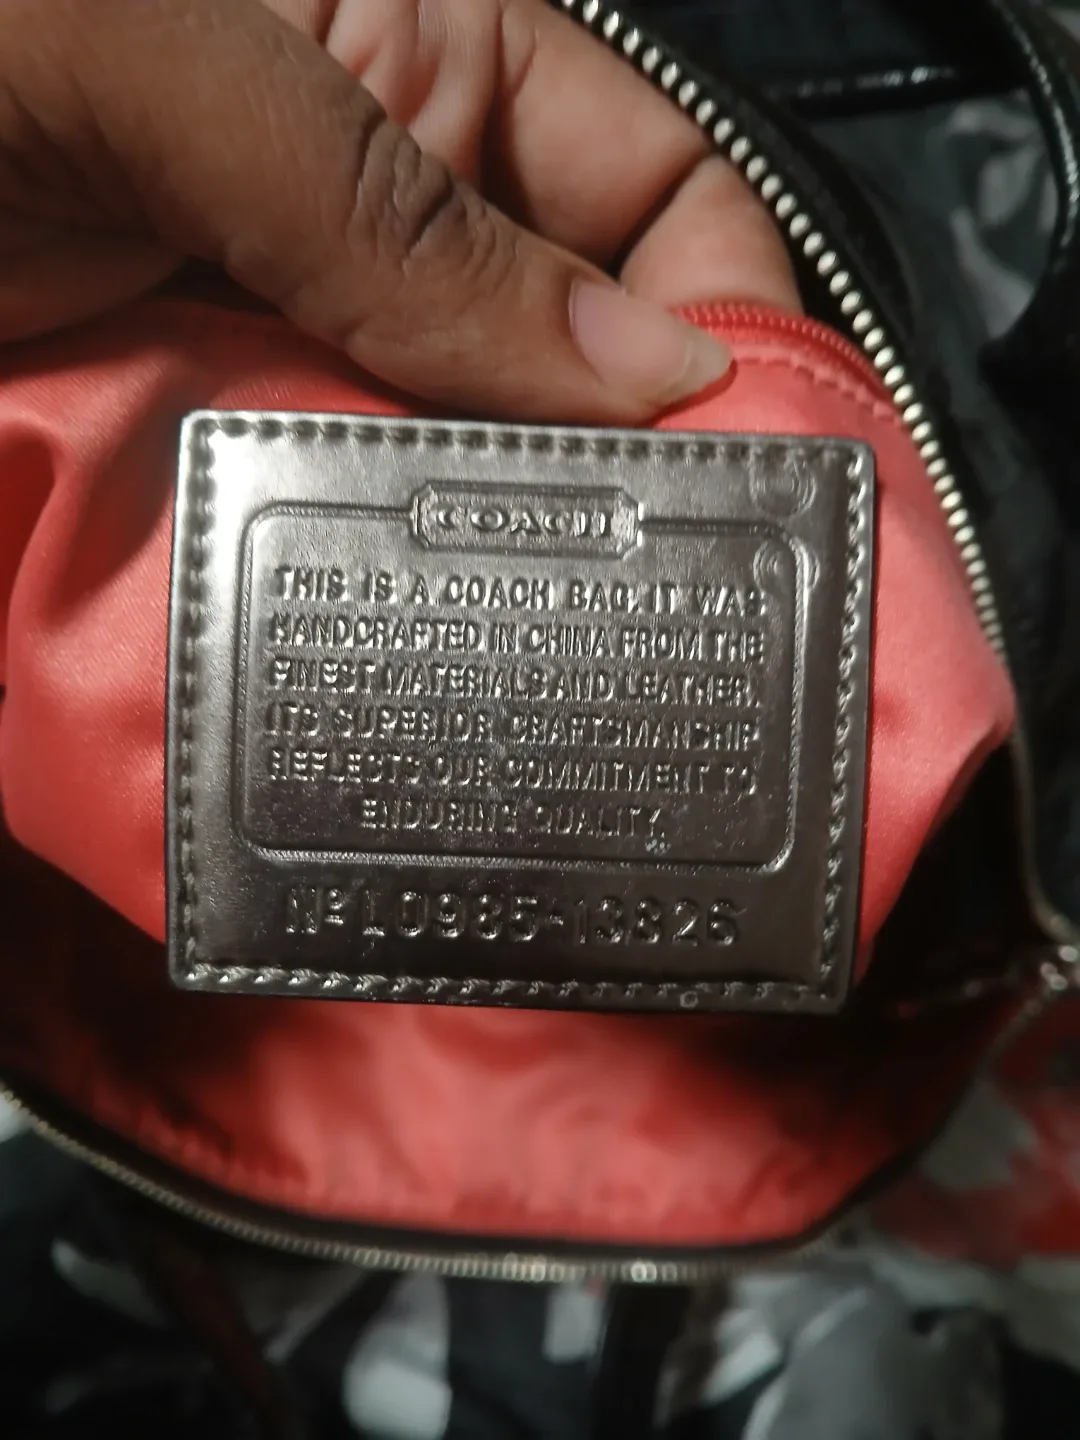 COACH
THIS IS A COACH BAG. IT WAS
HANDCRAFTED IN CHINA FROM THE
FINEST MATERIALS AND LEATHER.
ITS SUPERIOR CRAFTSMANSHIP
REFLECTS OUR COMMITMENT TO
ENDURING QUALITY.
Nº L0985-13826